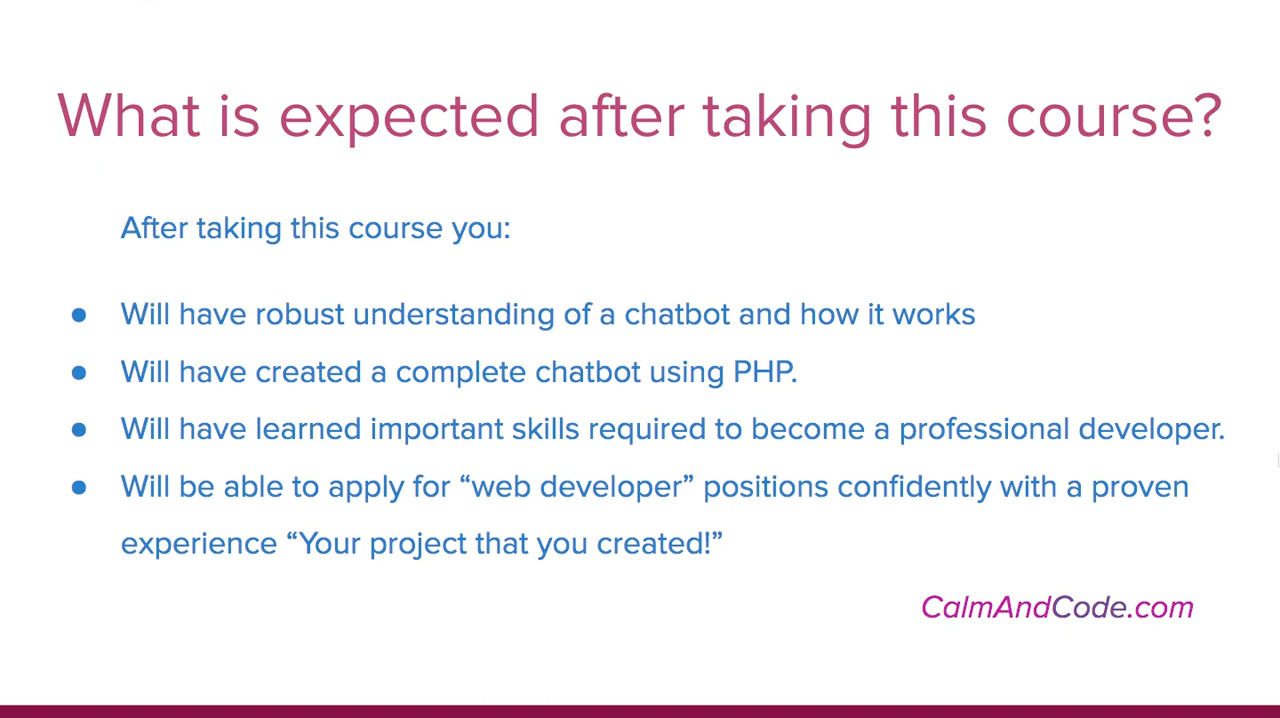 What is expected after taking this course?
After taking this course you:
● Will have robust understanding of a chatbot and how it works
● Will have created a complete chatbot using PHP.
● Will have learned important skills required to become a professional developer.
● Will be able to apply for “web developer” positions confidently with a proven
experience “Your project that you created!”
CalmAndCode.com